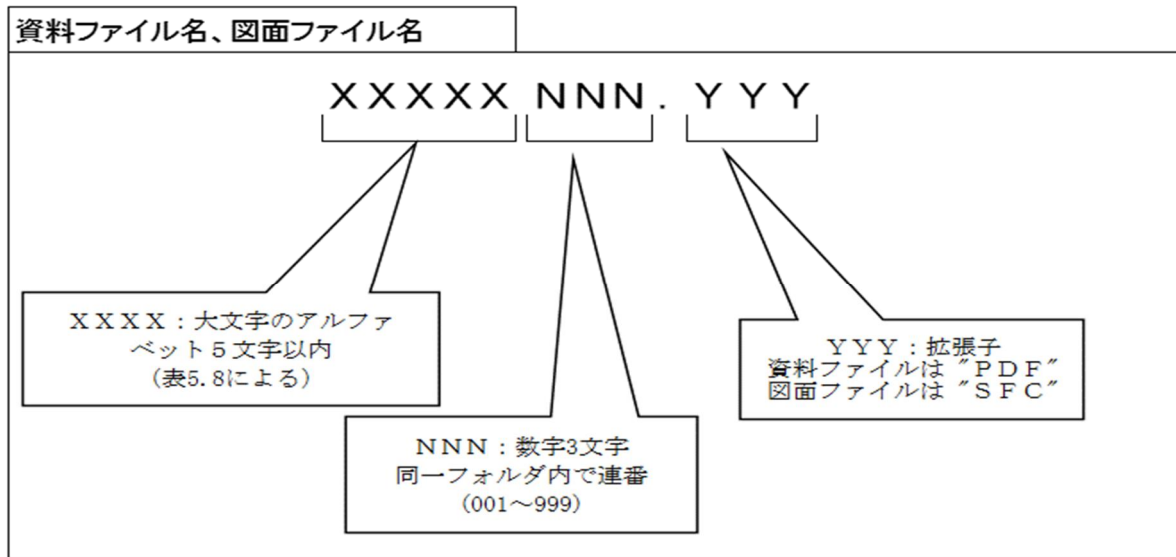 資料ファイル名、図面ファイル名
ＸＸＸＸＸ ＮＮＮ．ＹＹＹ
ＸＸＸＸ：大文字のアルファ
ベット５文字以内
(表5.8による)
ＹＹＹ：拡張子
資料ファイルは ″ＰＤＦ″
図面ファイルは ″ＳＦＣ″
ＮＮＮ：数字3文字
同一フォルダ内で連番
(001～999)